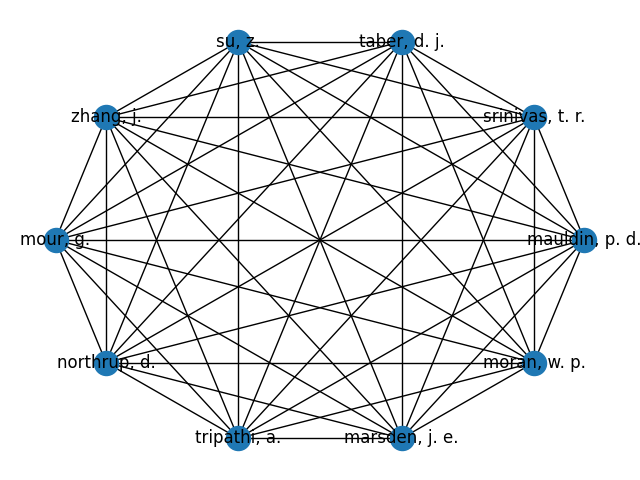 su, z.
taber, d. j.
zhang, j.
srinivas, t. r.
mour, g.
mauldin, p. d.
northrup, d.
moran, w. p.
tripathi, a.
marsden, j. e.